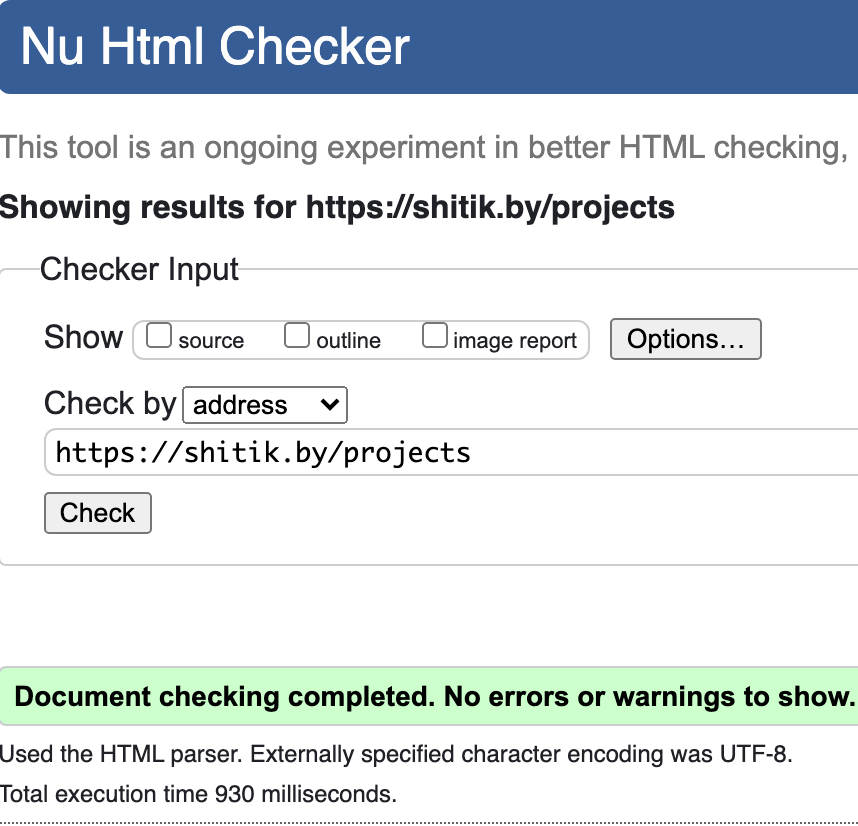 Nu Html Checker
This tool is an ongoing experiment in better HTML checking,
Showing results for https://shitik.by/projects
Checker Input
Show source outline image report Options…
Check by address
https://shitik.by/projects
Check
Document checking completed. No errors or warnings to show.
Used the HTML parser. Externally specified character encoding was UTF-8.
Total execution time 930 milliseconds.